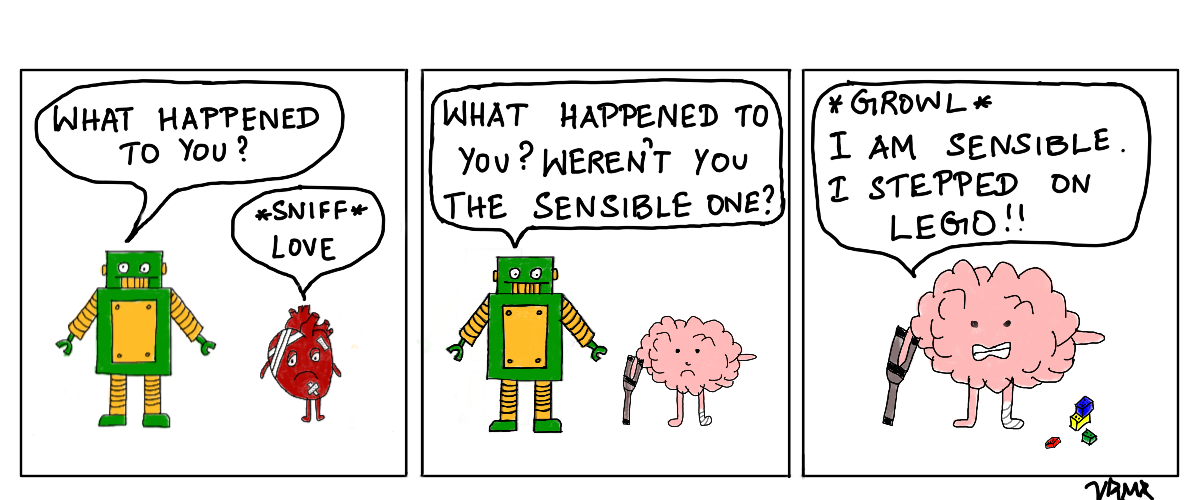 WHAT HAPPENED
TO YOU?
*SNIFF*
LOVE
WHAT HAPPENED TO
YOU? WEREN'T YOU
THE SENSIBLE ONE?
*GROWL*
I AM SENSIBLE.
I STEPPED ON
LEGO!!